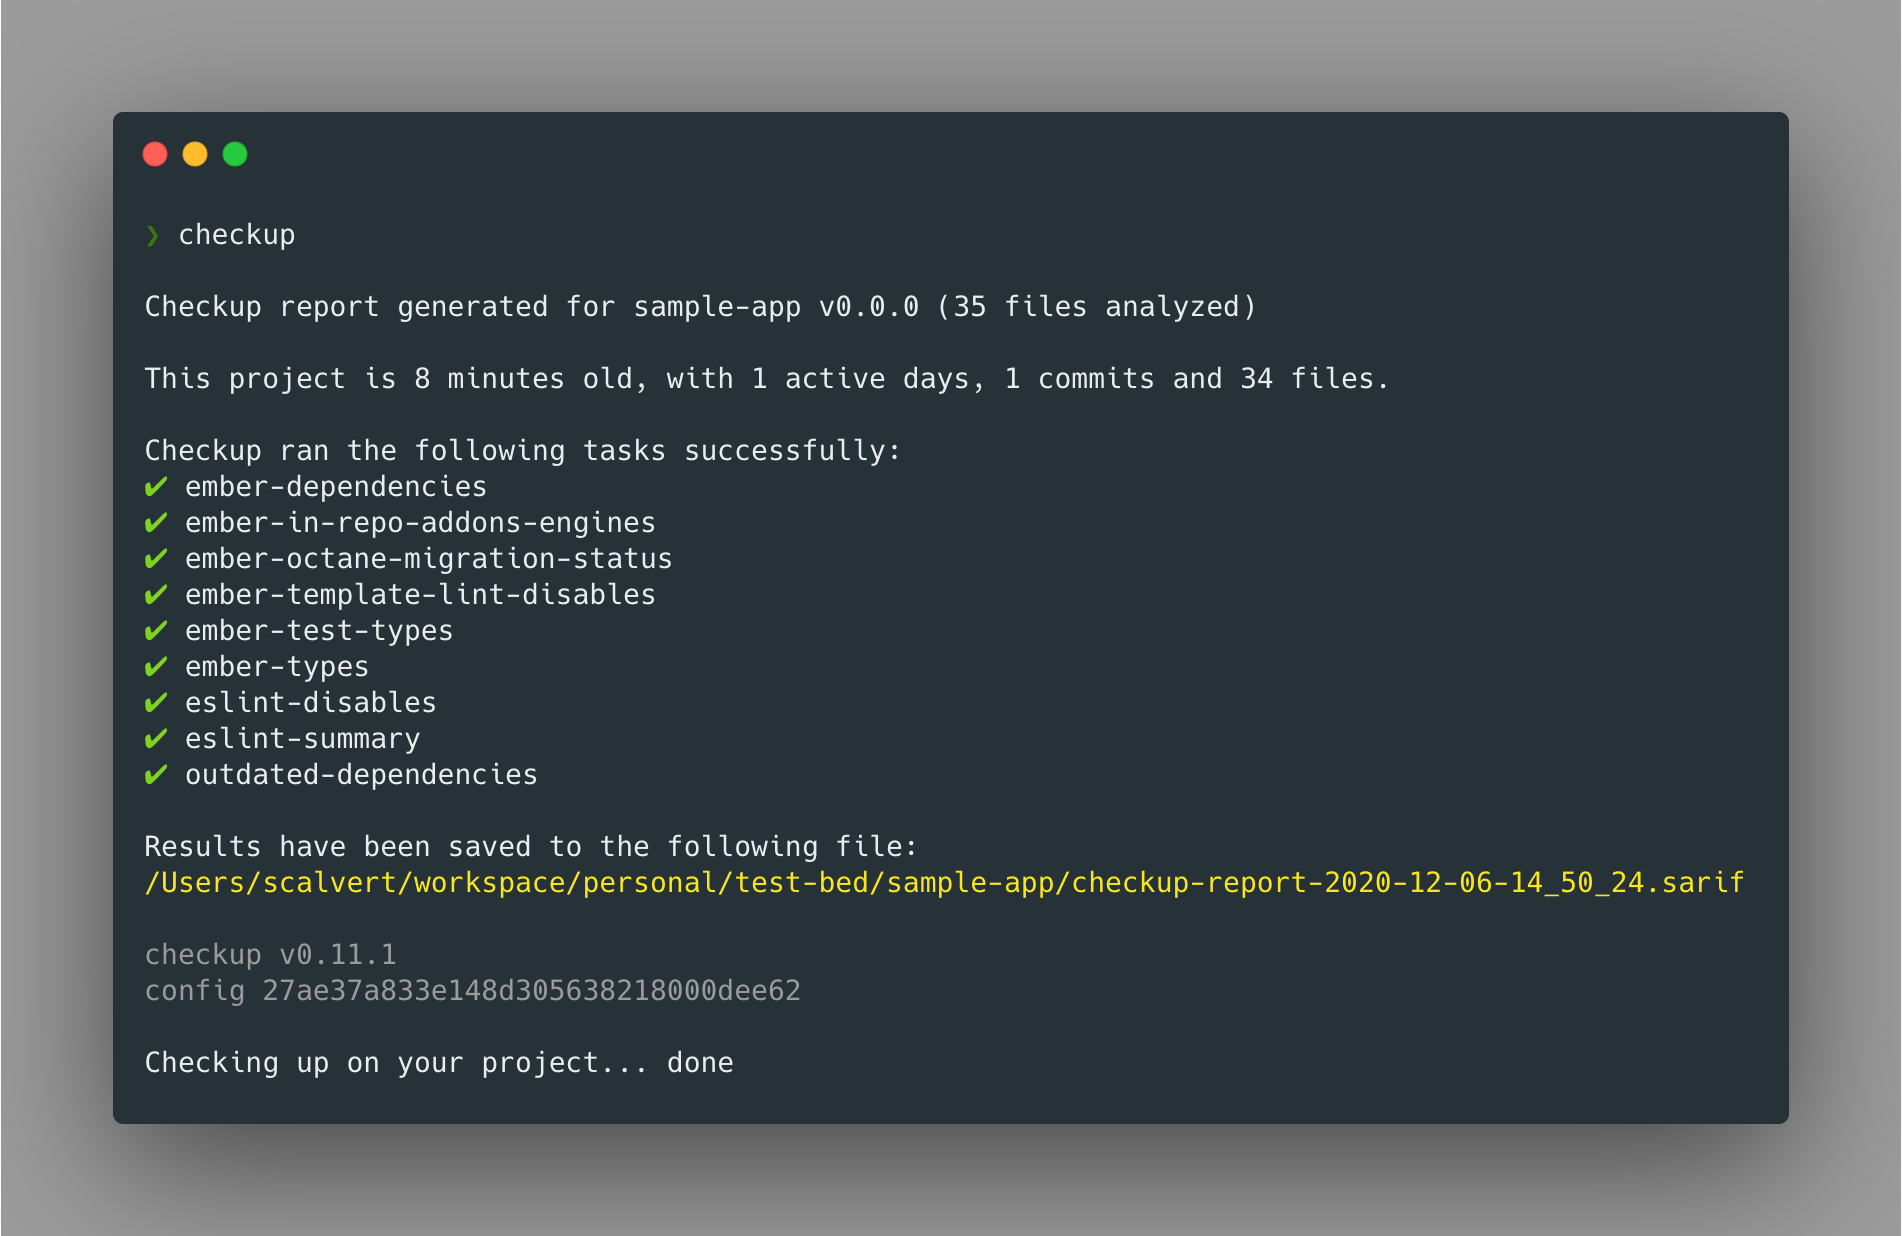 ❯ checkup
Checkup report generated for sample-app v0.0.0 (35 files analyzed)
This project is 8 minutes old, with 1 active days, 1 commits and 34 files.
Checkup ran the following tasks successfully:
✔ ember-dependencies
✔ ember-in-repo-addons-engines
✔ ember-octane-migration-status
✔ ember-template-lint-disables
✔ ember-test-types
✔ ember-types
✔ eslint-disables
✔ eslint-summary
✔ outdated-dependencies
Results have been saved to the following file:
/Users/scalvert/workspace/personal/test-bed/sample-app/checkup-report-2020-12-06-14_50_24.sarif
checkup v0.11.1
config 27ae37a833e148d305638218000dee62
Checking up on your project... done